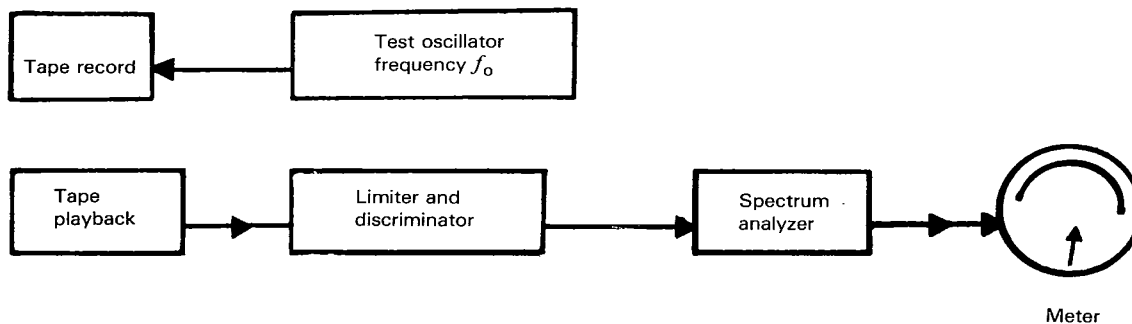 Tape record
Test oscillator
frequency f₀
Tape
playback
Limiter and
discriminator
Spectrum
analyzer
Meter